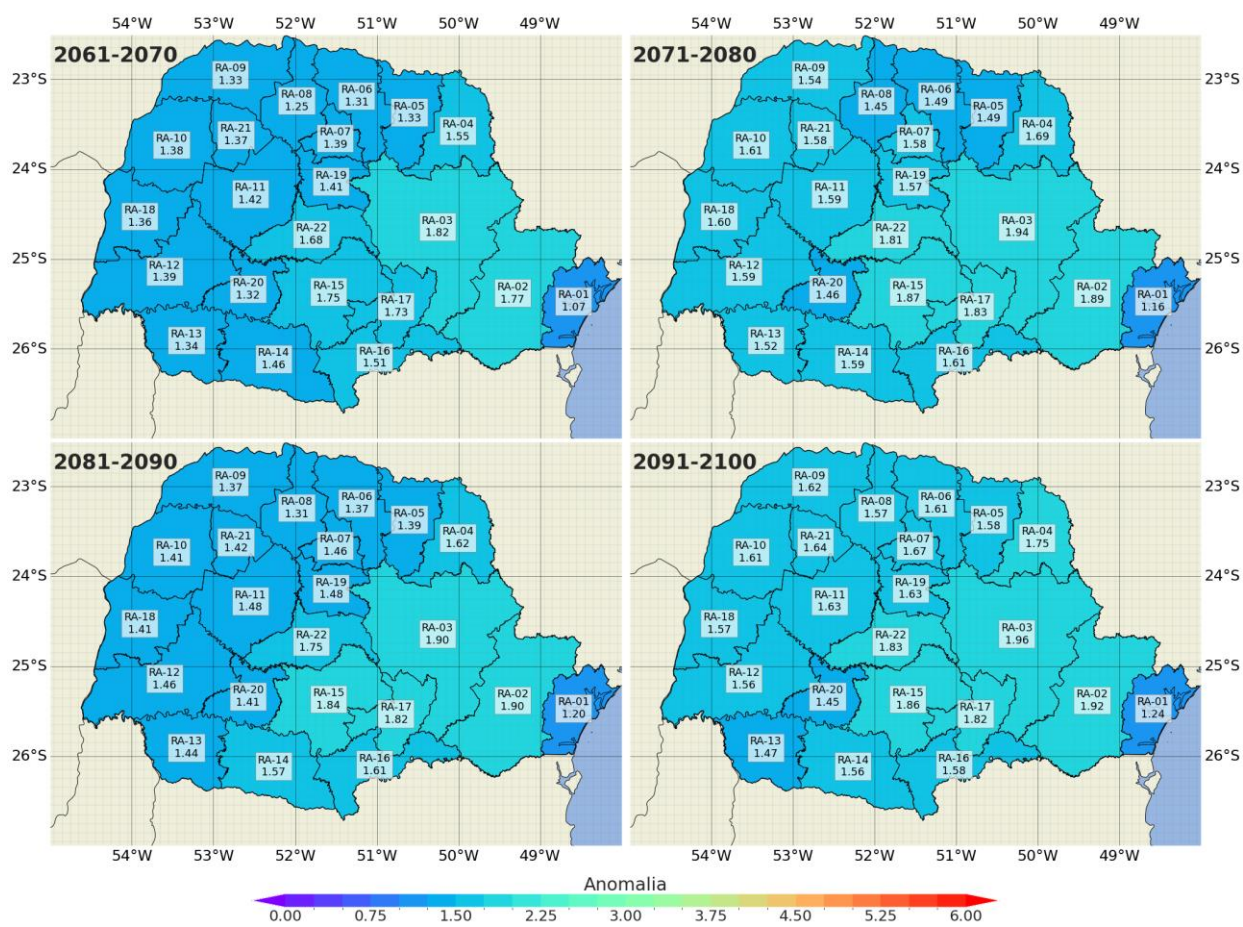 54°W 53°W 52°W 51°W 50°W 49°W 54°W 53°W 52°W 51°W 50°W 49°W
2061-2070
23°S
24°S
25°S
26°S
RA-09
1.33
RA-08
1.25
RA-06
1.31
RA-05
1.33
RA-04
1.55
RA-10
1.38
RA-21
1.37
RA-07
1.39
RA-19
1.41
RA-11
1.42
RA-18
1.36
RA-03
1.82
RA-22
1.68
RA-12
1.39
RA-20
1.32
RA-15
1.75
RA-17
1.73
RA-02
1.77
RA-01
1.07
RA-13
1.34
RA-14
1.46
RA-16
1.51
2071-2080
23°S
24°S
25°S
26°S
RA-09
1.54
RA-08
1.45
RA-06
1.49
RA-05
1.49
RA-04
1.69
RA-10
1.61
RA-21
1.58
RA-07
1.58
RA-19
1.57
RA-11
1.59
RA-18
1.60
RA-03
1.94
RA-22
1.81
RA-12
1.59
RA-20
1.46
RA-15
1.87
RA-17
1.83
RA-02
1.89
RA-01
1.16
RA-13
1.52
RA-14
1.59
RA-16
1.61
2081-2090
23°S
24°S
25°S
26°S
RA-09
1.37
RA-08
1.31
RA-06
1.37
RA-05
1.39
RA-04
1.62
RA-10
1.41
RA-21
1.42
RA-07
1.46
RA-19
1.48
RA-11
1.48
RA-18
1.41
RA-03
1.90
RA-22
1.75
RA-12
1.46
RA-20
1.41
RA-15
1.84
RA-17
1.82
RA-02
1.90
RA-01
1.20
RA-13
1.44
RA-14
1.57
RA-16
1.61
2091-2100
23°S
24°S
25°S
26°S
RA-09
1.62
RA-08
1.57
RA-06
1.61
RA-05
1.58
RA-04
1.75
RA-10
1.61
RA-21
1.64
RA-07
1.67
RA-19
1.63
RA-11
1.63
RA-18
1.57
RA-03
1.96
RA-22
1.83
RA-12
1.56
RA-20
1.45
RA-15
1.86
RA-17
1.82
RA-02
1.92
RA-01
1.24
RA-13
1.47
RA-14
1.56
RA-16
1.58
54°W 53°W 52°W 51°W 50°W 49°W 54°W 53°W 52°W 51°W 50°W 49°W
Anomalia
0.00 0.75 1.50 2.25 3.00 3.75 4.50 5.25 6.00